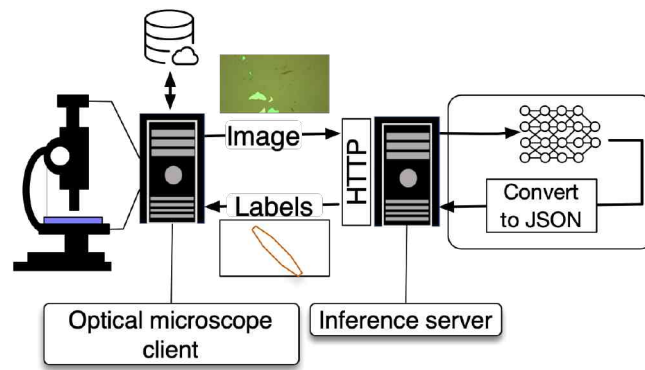 Image
HTTP
Labels
Convert
to JSON
Optical microscope
client
Inference server